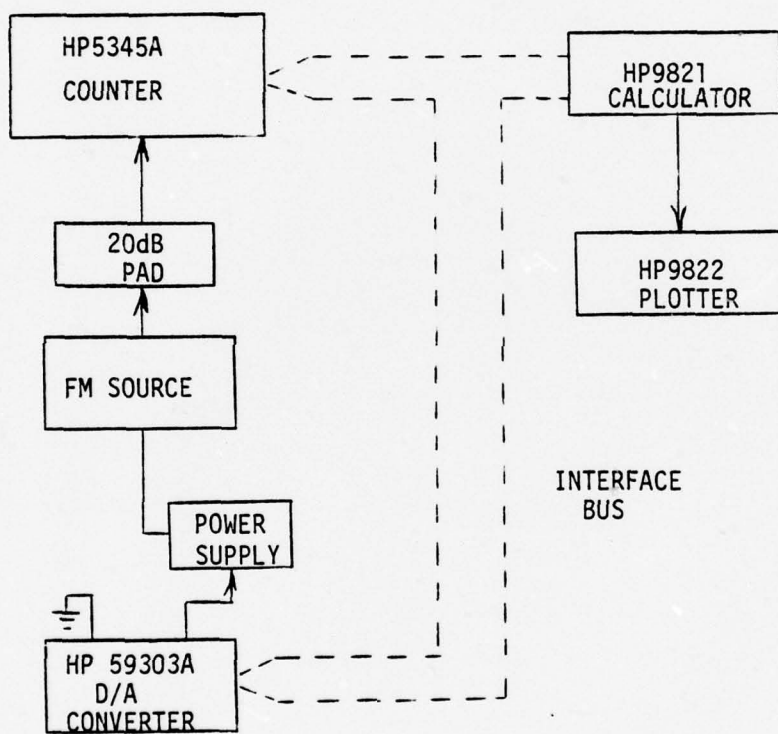 HP5345A
COUNTER
HP9821
CALCULATOR
20dB
PAD
HP9822
PLOTTER
FM SOURCE
INTERFACE
BUS
POWER
SUPPLY
HP 59303A
D/A
CONVERTER